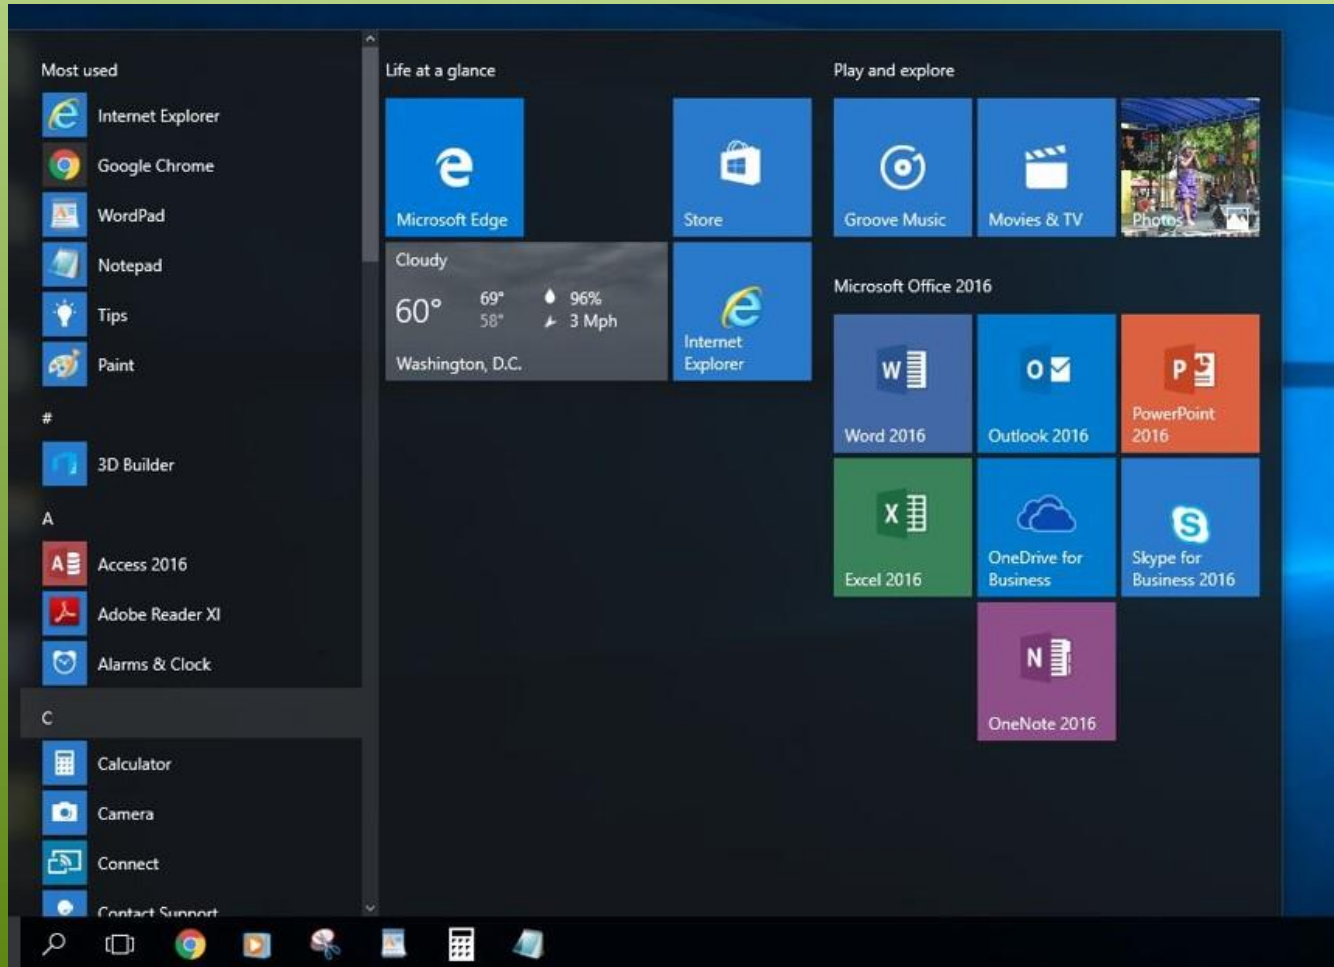 Most used
Internet Explorer
Google Chrome
WordPad
Notepad
Tips
Paint
#
3D Builder
A
Access 2016
Adobe Reader XI
Alarms & Clock
C
Calculator
Camera
Connect
Contact Support
Life at a glance
Microsoft Edge
Store
Cloudy
60°
69°
58°
96%
3 Mph
Washington, D.C.
Internet
Explorer
Play and explore
Groove Music
Movies & TV
Photos
Microsoft Office 2016
W
Word 2016
O
Outlook 2016
P
PowerPoint
2016
X
Excel 2016
OneDrive for
Business
S
Skype for
Business 2016
N
OneNote 2016